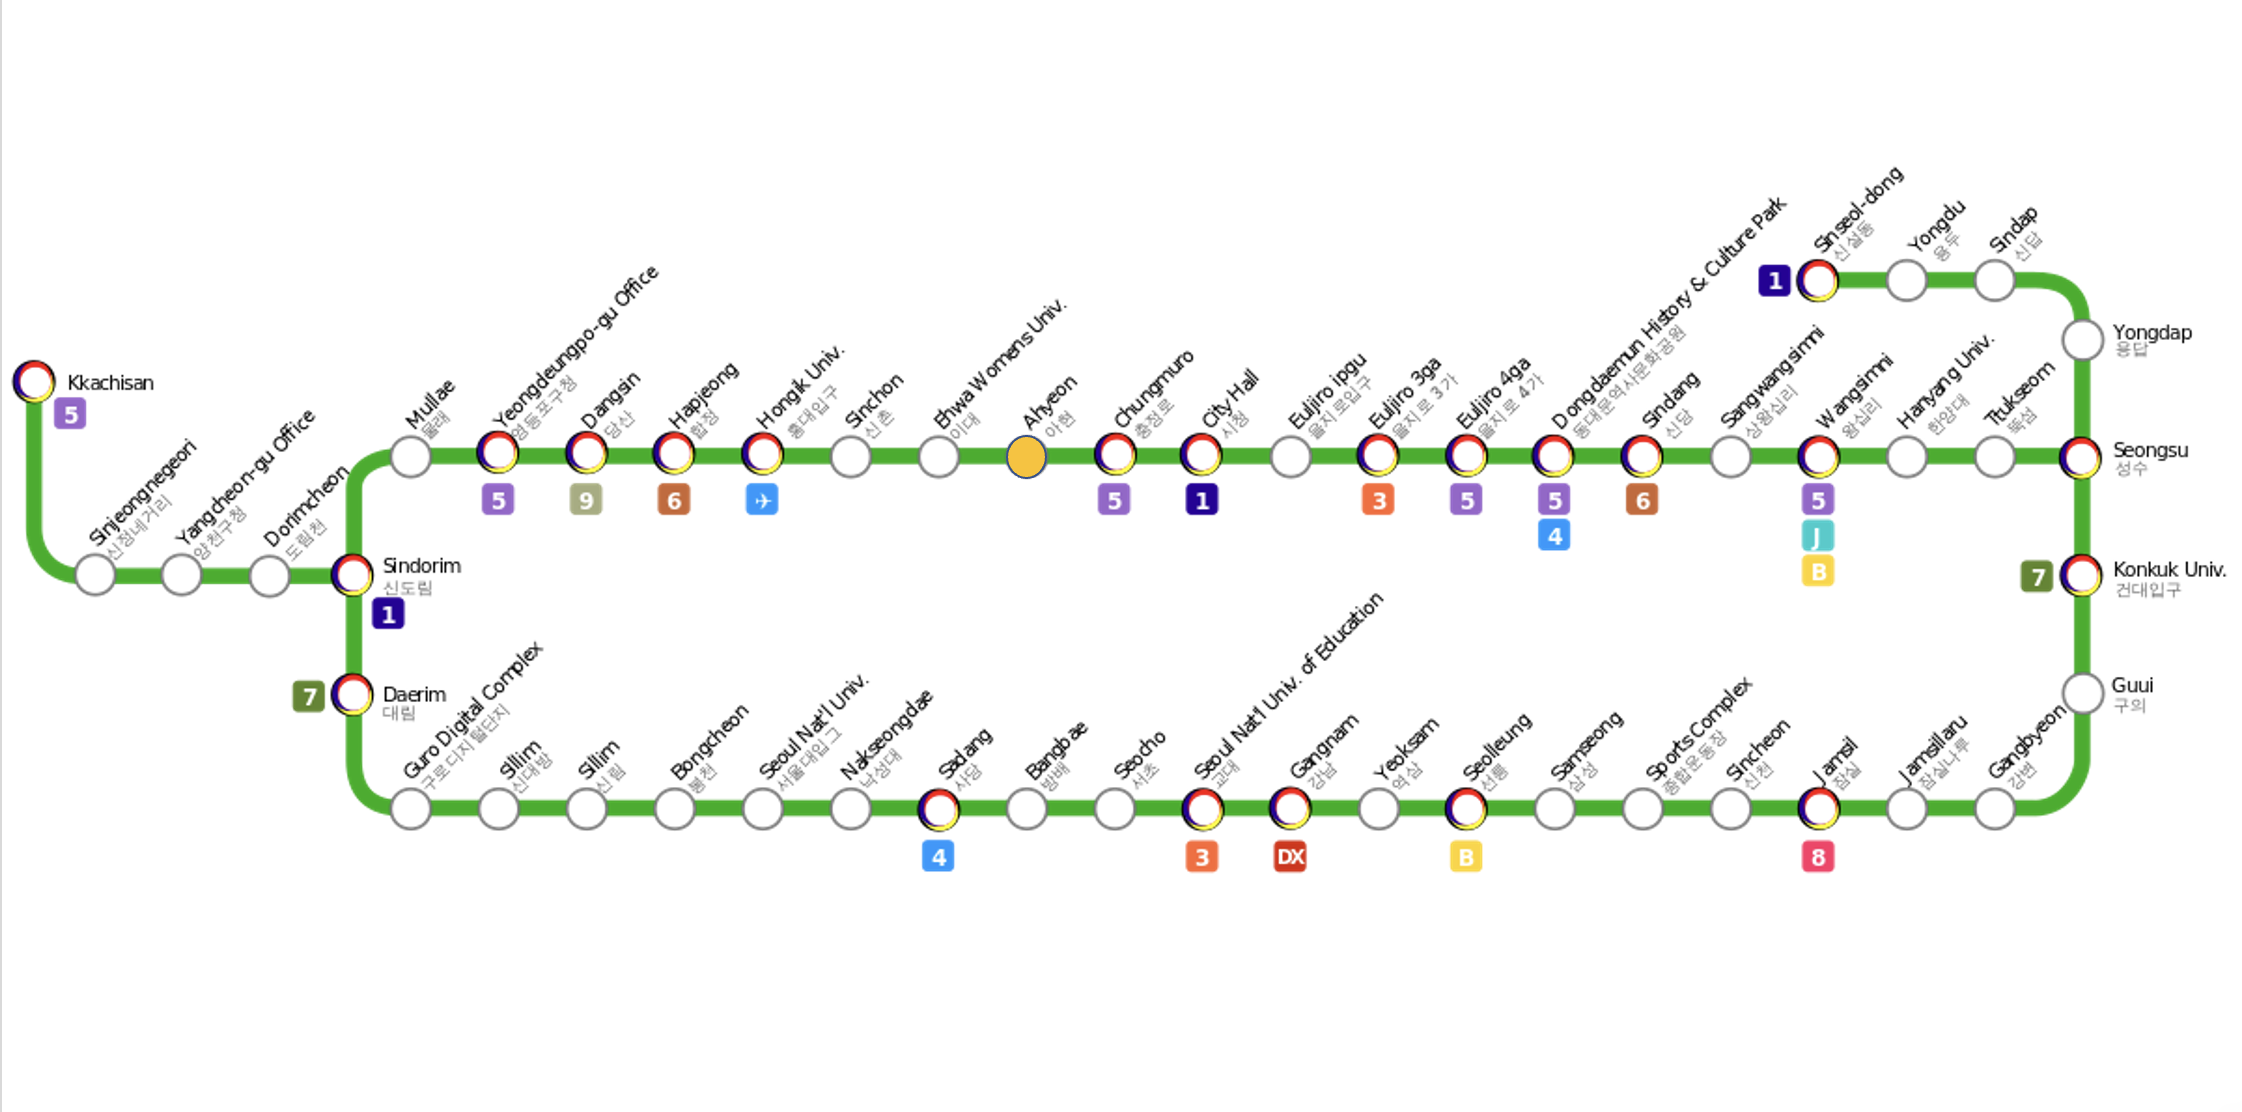 Kkachisan
5
Sinjeongnegeori
신정네거리
Yangcheon-gu Office
양천구청
Dorimcheon
도림천
Sindorim
신도림
1
Mullae
물래
Yeongdeungpo-gu Office
영등포구청
5
Dangsin
당산
9
Hapjeong
합정
6
Hongik Univ.
홍대입구
✈
Sinchon
신촌
Ehwa Womens Univ.
이대
Ahyeon
아현
Chungmuro
충정로
5
City Hall
시청
1
Euljiro ipgu
을지로입구
Euljiro 3ga
을지로 3가
3
Euljiro 4ga
을지로 4가
5
Dongdaemun History & Culture Park
동대문역사문화공원
5
4
Sindang
신당
6
Sangwangsimni
상왕십리
Wangsimni
왕십리
5
J
B
Hanyang Univ.
한양대
Ttukseom
뚝섬
1
Sinseol-dong
신설동
Yongdu
용두
Sindap
신답
Yongdap
용답
Seongsu
성수
7
Konkuk Univ.
건대입구
Guui
구의
7
Daerim
대림
Guro Digital Complex
구로디지털단지
Sillim
신대방
Sillim
신림
Bongcheon
봉천
Seoul Nat'l Univ.
서울대입구
Nakseongdae
낙성대
Sadang
사당
4
Bangbae
방배
Seocho
서초
Seoul Nat'l Univ. of Education
교대
3
Gangnam
강남
DX
Yeoksam
역삼
Seolleung
선릉
B
Samseong
삼성
Sports Complex
종합운동장
Sincheon
신천
Jamsil
잠실
8
Jamsillaru
잠실나루
Gangbyeon
강변